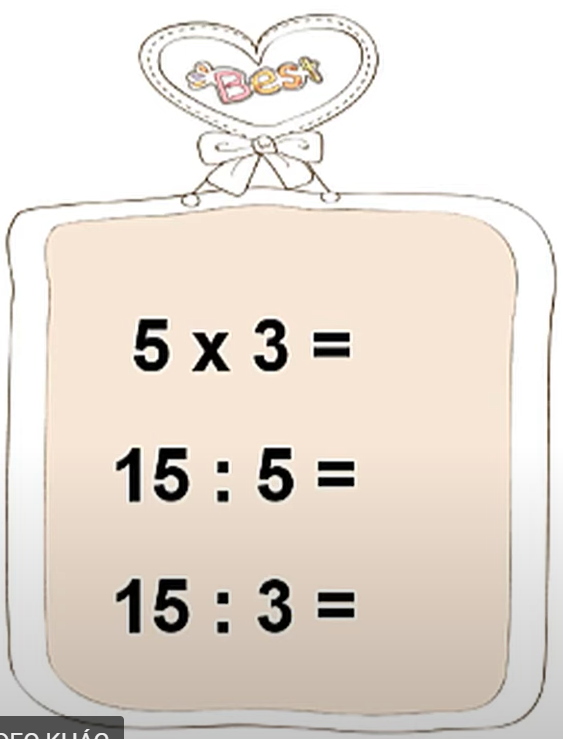 Best
5 x 3 =
15 : 5 =
15 : 3 =